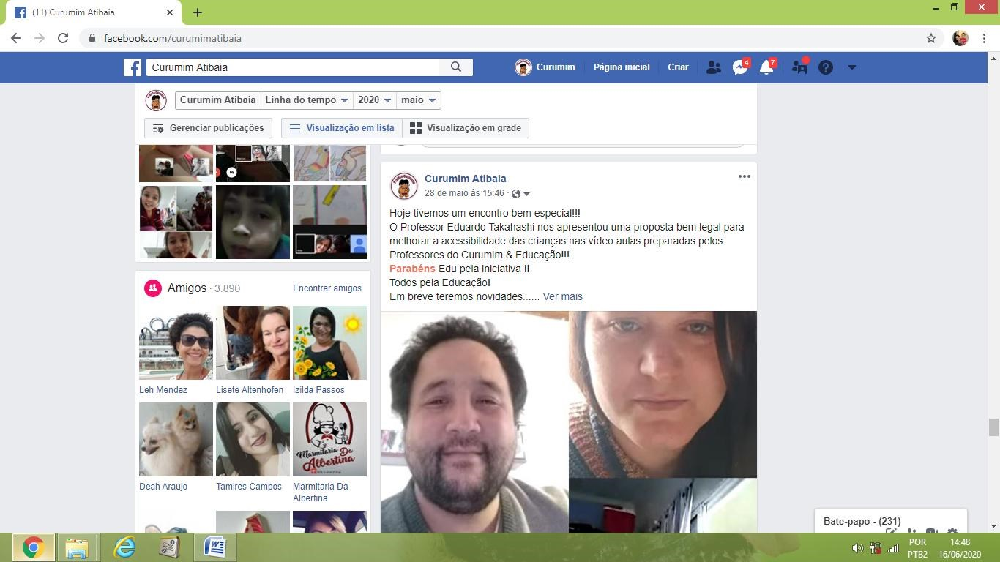 (11) Curumim Atibaia
facebook.com/curumimatibaia
Curumim Atibaia
Curumim
Página inicial
Criar
4
7
Curumim Atibaia
Linha do tempo
2020
maio
Gerenciar publicações
Visualização em lista
Visualização em grade
Curumim Atibaia
28 de maio às 15:46 ·
Hoje tivemos um encontro bem especial!!!
O Professor Eduardo Takahashi nos apresentou uma proposta bem legal para
melhorar a acessibilidade das crianças nas vídeo aulas preparadas pelos
Professores do Curumim & Educação!!!
Parabéns Edu pela iniciativa !!
Todos pela Educação!
Em breve teremos novidades...... Ver mais
Amigos · 3.890
Encontrar amigos
Leh Mendez
Lisete Altenhofen
Izilda Passos
Marmitaria Da
Albertina
Deah Araujo
Tamires Campos
Marmitaria Da
Albertina
Bate-papo - (231)
POR
PTB2
14:48
16/06/2020